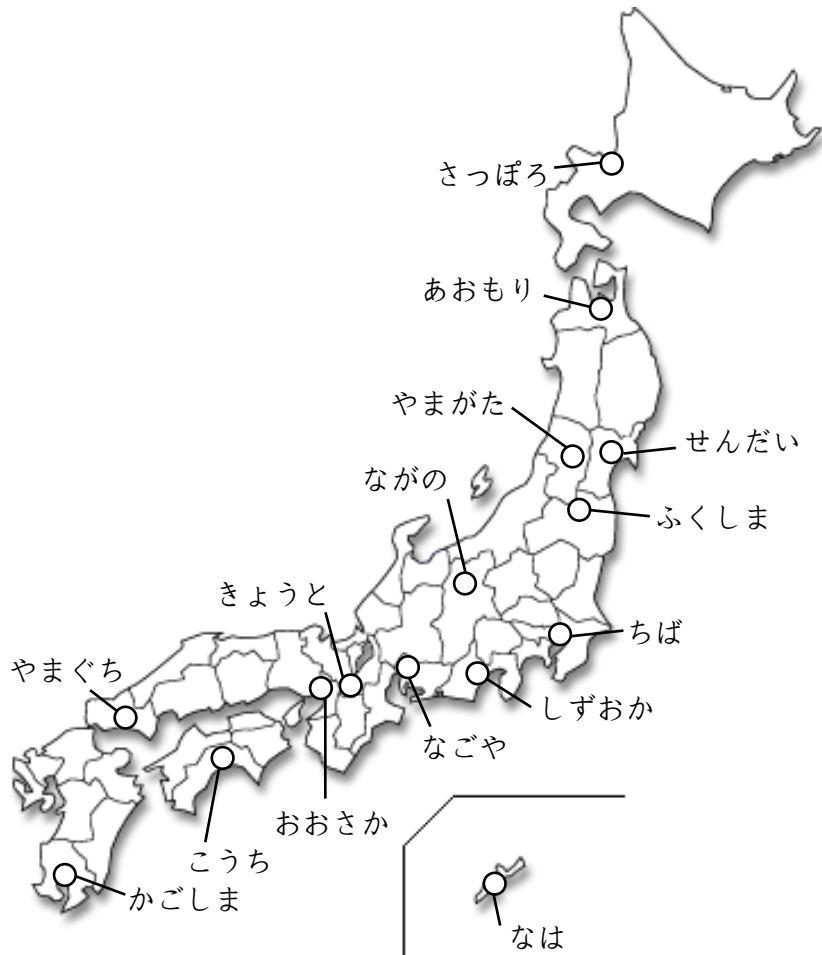 さっぽろ
あおもり
やまがた
せんだい
ながの
ふくしま
きょうと
ちば
やまぐち
しずおか
なごや
おおさか
こうち
かごしま
なは